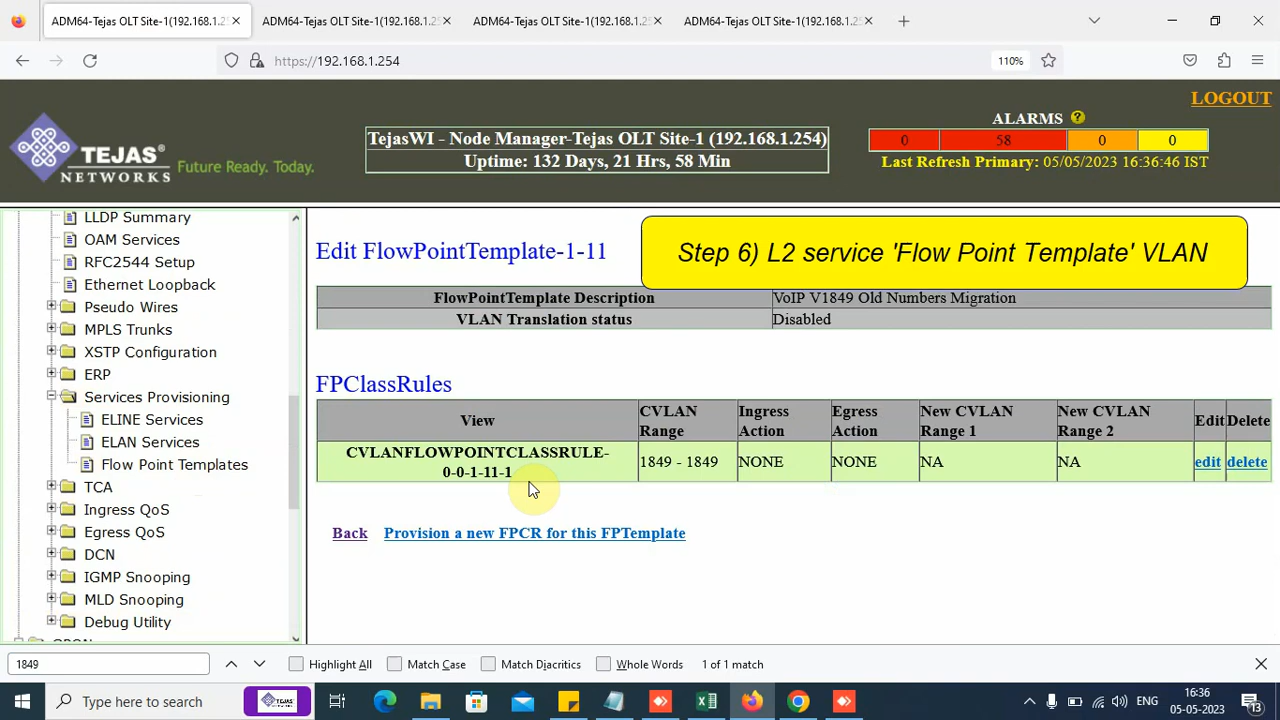 ADM64-Tejas OLT Site-1(192.168.1.2
ADM64-Tejas OLT Site-1(192.168.1.2
ADM64-Tejas OLT Site-1(192.168.1.2
ADM64-Tejas OLT Site-1(192.168.1.2
https://192.168.1.254
110%
LOGOUT
TEJAS®
NETWORKS
Future Ready. Today.
TejasWI - Node Manager-Tejas OLT Site-1 (192.168.1.254)
Uptime: 132 Days, 21 Hrs, 58 Min
ALARMS ?
0 58 0 0
Last Refresh Primary: 05/05/2023 16:36:46 IST
LLDP Summary
OAM Services
RFC2544 Setup
Ethernet Loopback
Pseudo Wires
MPLS Trunks
XSTP Configuration
ERP
Services Provisioning
ELINE Services
ELAN Services
Flow Point Templates
TCA
Ingress QoS
Egress QoS
DCN
IGMP Snooping
MLD Snooping
Debug Utility
Edit FlowPointTemplate-1-11
Step 6) L2 service 'Flow Point Template' VLAN
FlowPointTemplate Description VoIP V1849 Old Numbers Migration
VLAN Translation status Disabled
FPClassRules
View CVLAN Range Ingress Action Egress Action New CVLAN Range 1 New CVLAN Range 2 Edit Delete
CVLANFLOWPOINTCLASSRULE-
0-0-1-11-1 1849 - 1849 NONE NONE NA NA edit delete
Back Provision a new FPCR for this FPTemplate
1849 Highlight All Match Case Match Diacritics Whole Words 1 of 1 match
Type here to search
TEJAS
ENG
16:36
05-05-2023
13